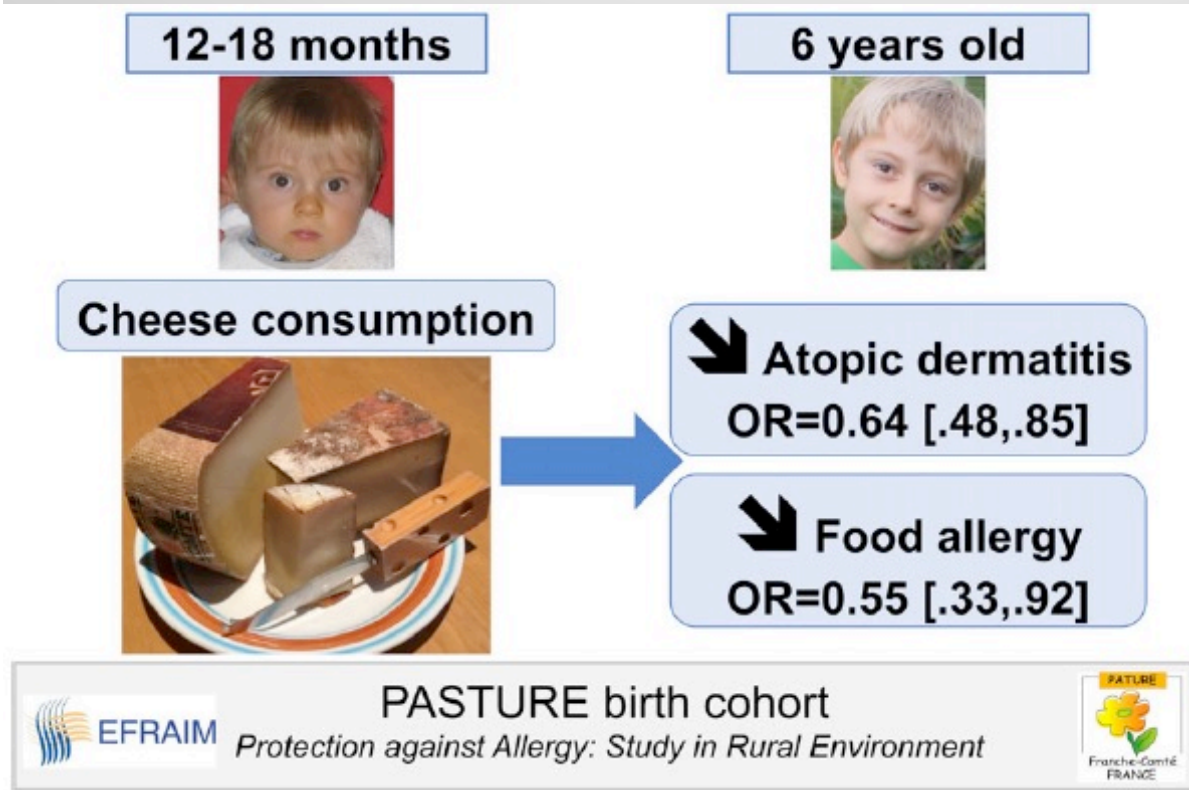 12-18 months
6 years old
Cheese consumption
Atopic dermatitis
OR=0.64 [.48,.85]
Food allergy
OR=0.55 [.33,.92]
EFRAIM
PASTURE birth cohort
Protection against Allergy: Study in Rural Environment
PATURE
Franche-Comté
FRANCE